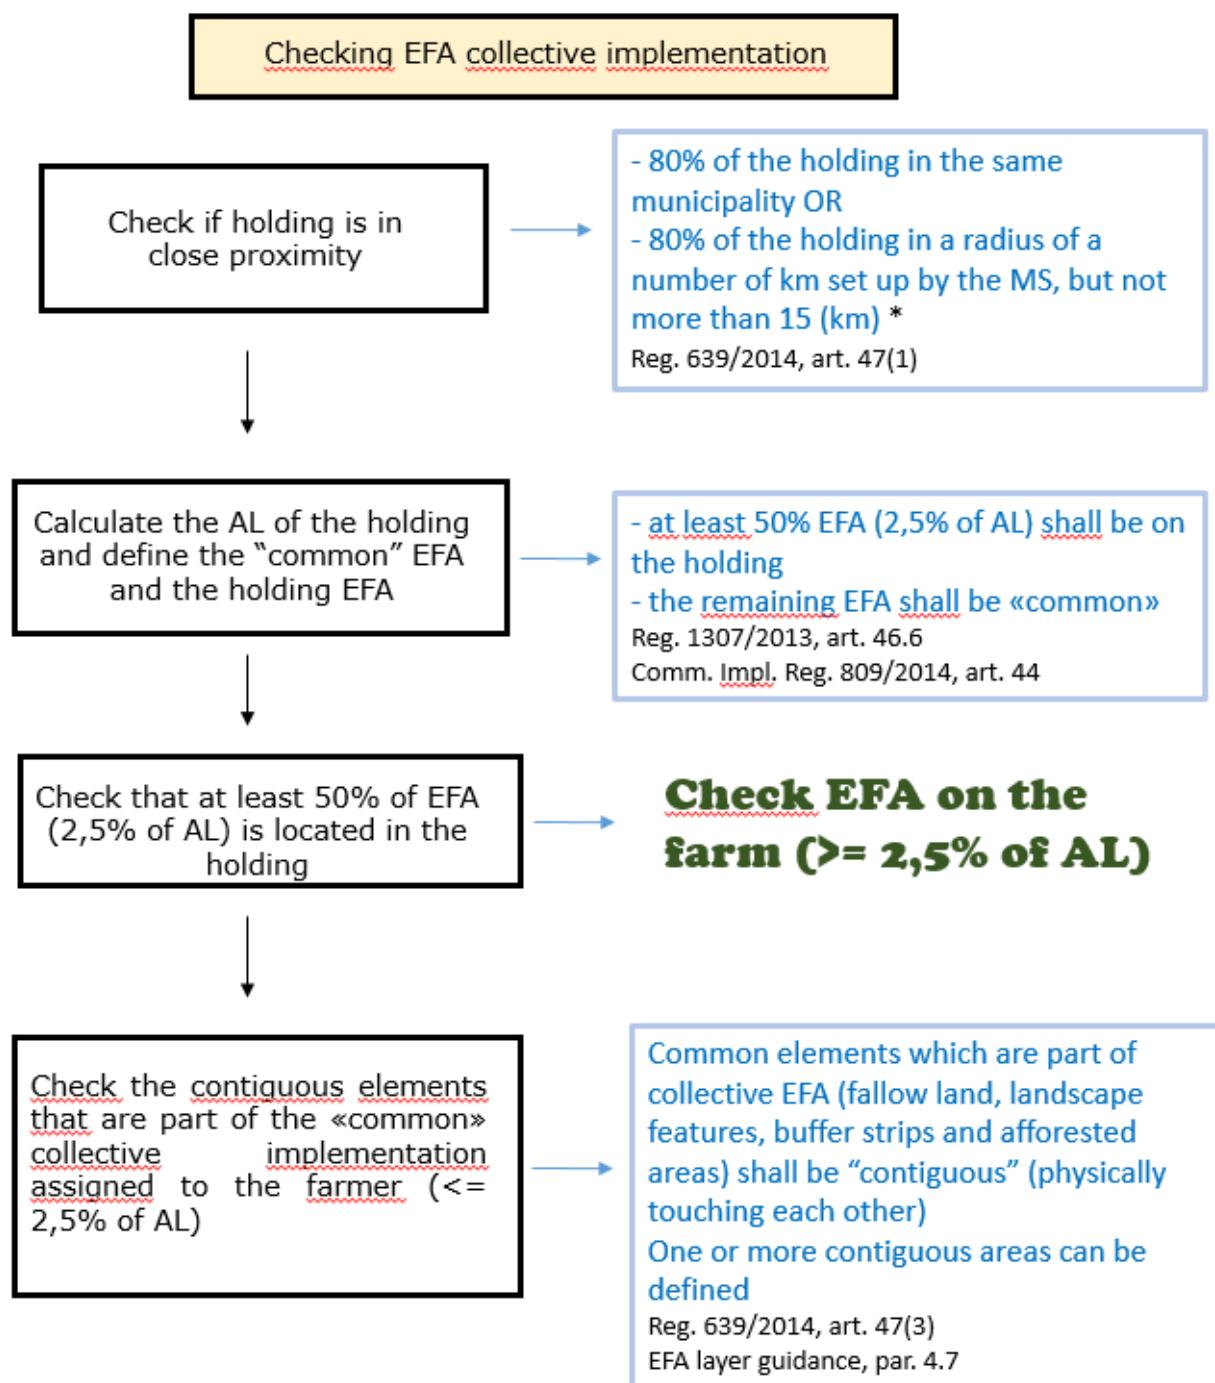 Checking EFA collective implementation
Check if holding is in
close proximity
- 80% of the holding in the same
municipality OR
- 80% of the holding in a radius of a
number of km set up by the MS, but not
more than 15 (km) *
Reg. 639/2014, art. 47(1)
Calculate the AL of the holding
and define the “common” EFA
and the holding EFA
- at least 50% EFA (2,5% of AL) shall be on
the holding
- the remaining EFA shall be «common»
Reg. 1307/2013, art. 46.6
Comm. Impl. Reg. 809/2014, art. 44
Check that at least 50% of EFA
(2,5% of AL) is located in the
holding
Check EFA on the
farm (>= 2,5% of AL)
Check the contiguous elements
that are part of the «common»
collective implementation
assigned to the farmer (<=
2,5% of AL)
Common elements which are part of
collective EFA (fallow land, landscape
features, buffer strips and afforested
areas) shall be “contiguous” (physically
touching each other)
One or more contiguous areas can be
defined
Reg. 639/2014, art. 47(3)
EFA layer guidance, par. 4.7